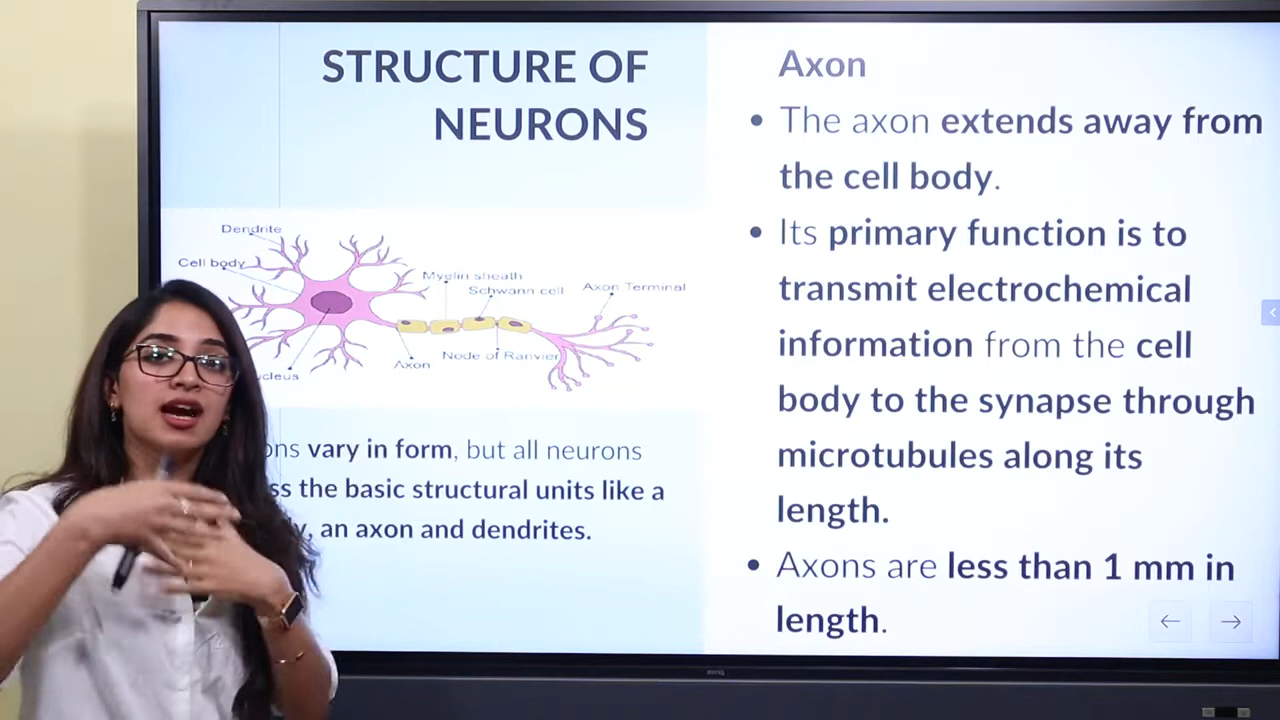 STRUCTURE OF
NEURONS
Dendrite
Cell body
Myelin sheath
Schwann cell
Axon Terminal
Axon
Node of Ranvier
vary in form, but all neurons
the basic structural units like a
, an axon and dendrites.
Axon
• The axon extends away from
the cell body.
• Its primary function is to
transmit electrochemical
information from the cell
body to the synapse through
microtubules along its
length.
• Axons are less than 1 mm in
length.